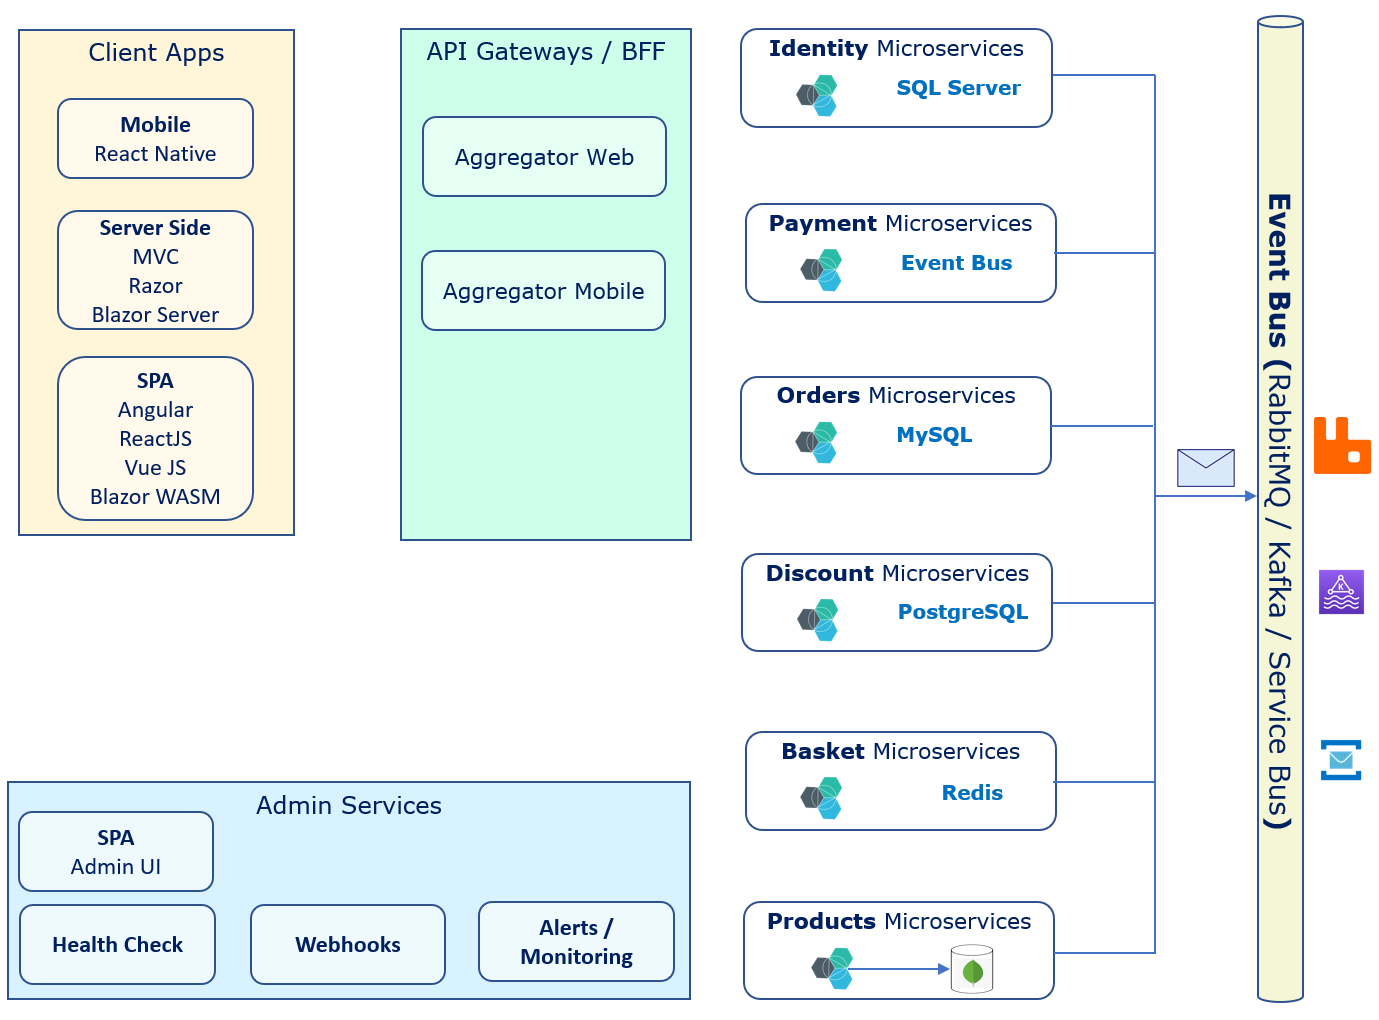 Client Apps
Mobile
React Native
Server Side
MVC
Razor
Blazor Server
SPA
Angular
ReactJS
Vue JS
Blazor WASM
API Gateways / BFF
Aggregator Web
Aggregator Mobile
Identity Microservices
SQL Server
Payment Microservices
Event Bus
Orders Microservices
MySQL
Discount Microservices
PostgreSQL
Basket Microservices
Redis
Products Microservices
Event Bus (RabbitMQ / Kafka / Service Bus)
K
Admin Services
SPA
Admin UI
Health Check
Webhooks
Alerts /
Monitoring